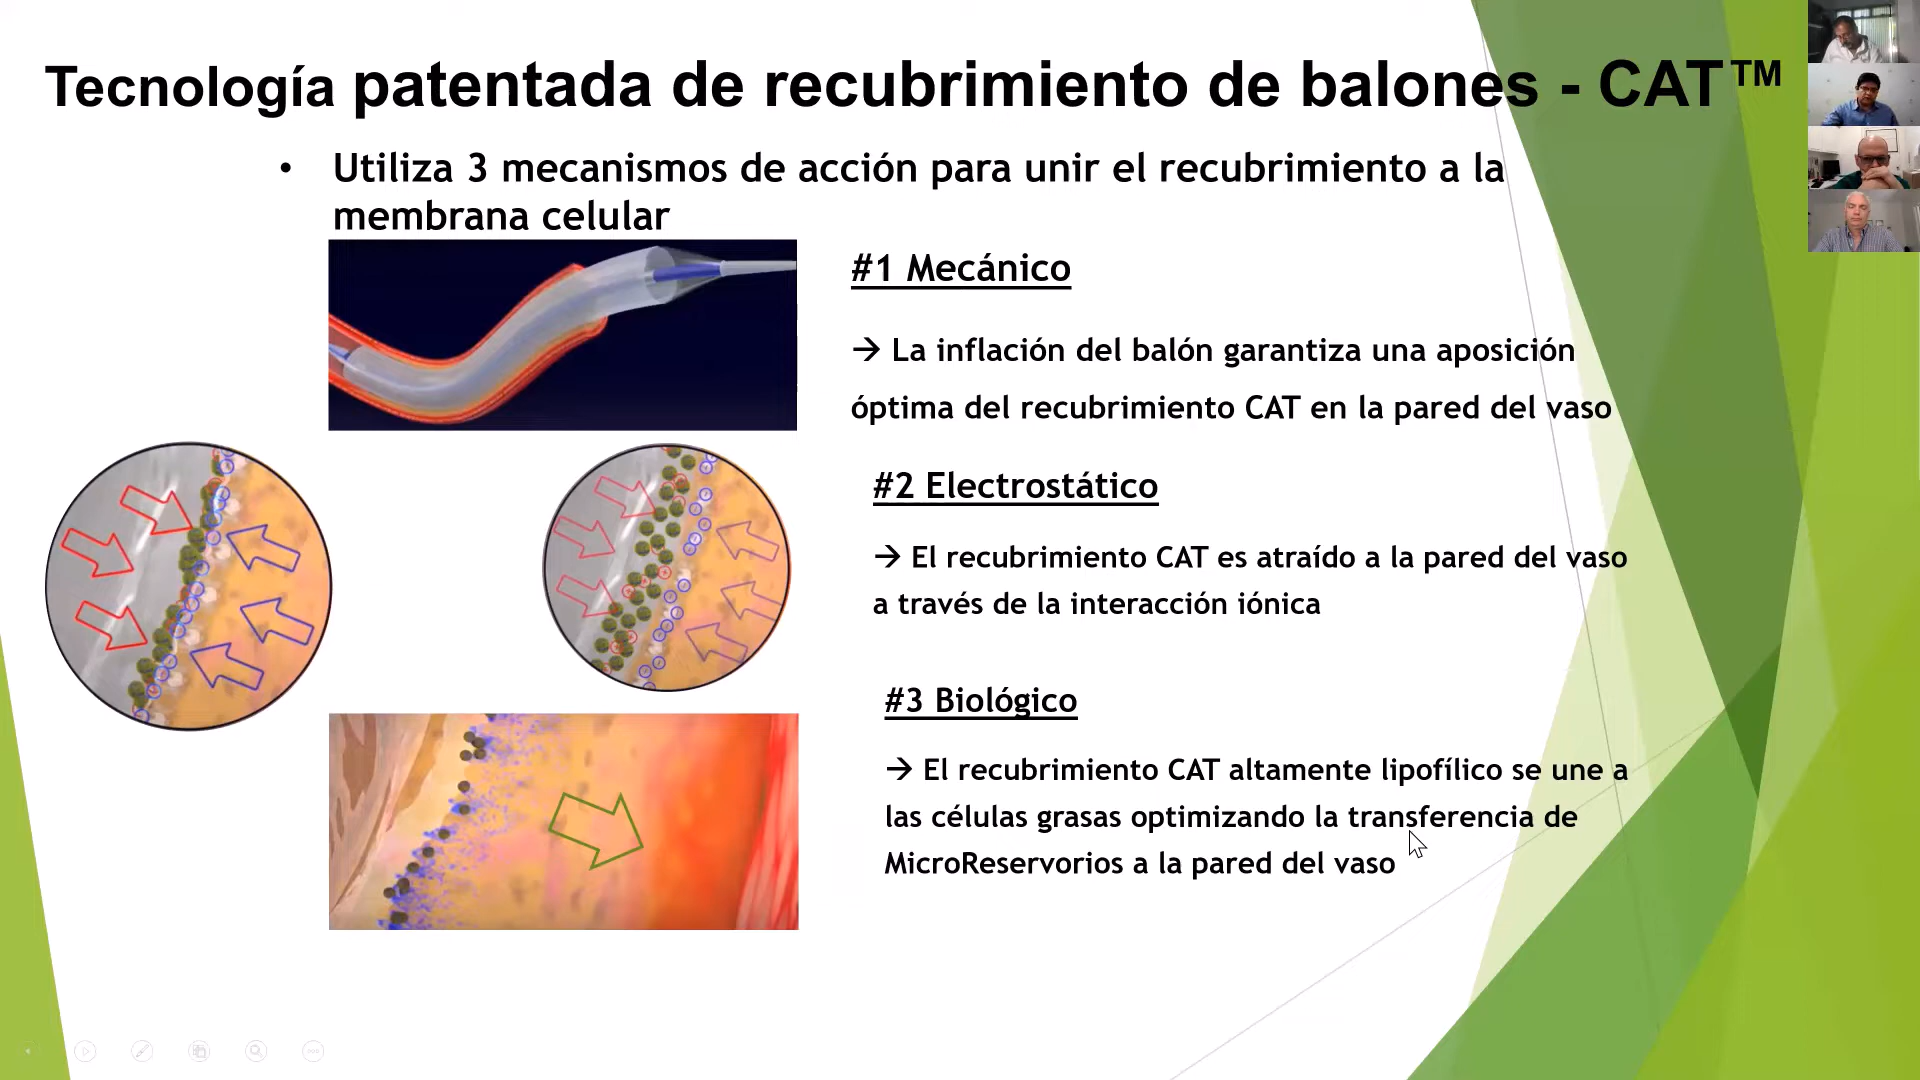 Tecnología patentada de recubrimiento de balones - CAT™
• Utiliza 3 mecanismos de acción para unir el recubrimiento a la
membrana celular
#1 Mecánico
→ La inflación del balón garantiza una aposición
óptima del recubrimiento CAT en la pared del vaso
#2 Electrostático
→ El recubrimiento CAT es atraído a la pared del vaso
a través de la interacción iónica
#3 Biológico
→ El recubrimiento CAT altamente lipofílico se une a
las células grasas optimizando la transferencia de
MicroReservorios a la pared del vaso